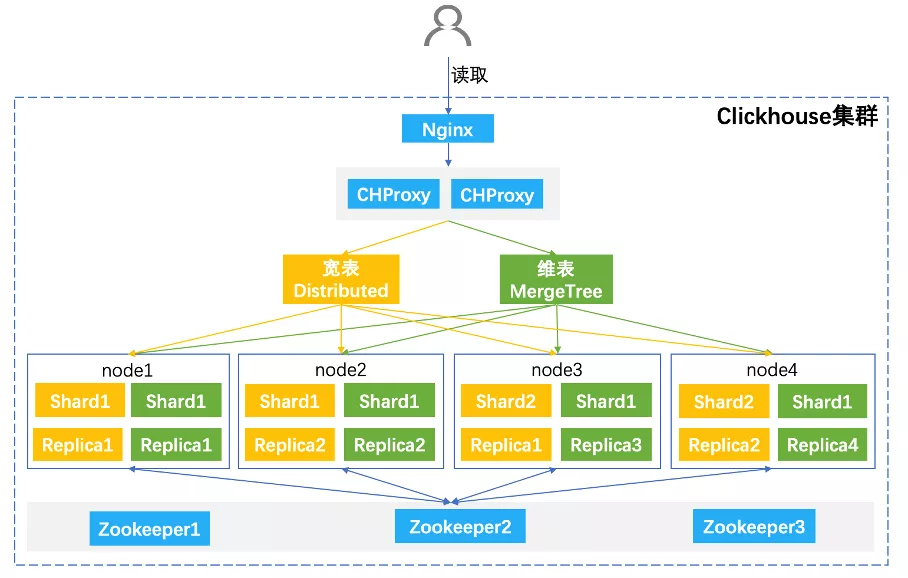 读取
Clickhouse集群
Nginx
CHProxy
CHProxy
宽表
Distributed
维表
MergeTree
node1
Shard1
Shard1
Replica1
Replica1
node2
Shard1
Shard1
Replica2
Replica2
node3
Shard2
Shard1
Replica1
Replica3
node4
Shard2
Shard1
Replica2
Replica4
Zookeeper1
Zookeeper2
Zookeeper3